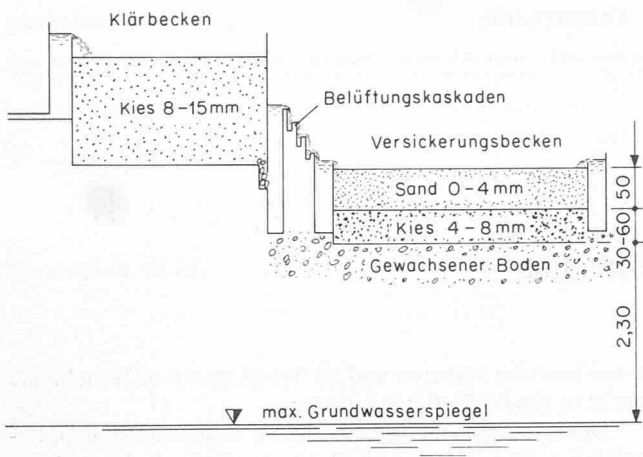 Klärbecken
Kies 8-15mm
Belüftungskaskaden
Versickerungsbecken
Sand 0-4mm
50
Kies 4-8mm
30-60
Gewachsener Boden
2,30
max. Grundwasserspiegel